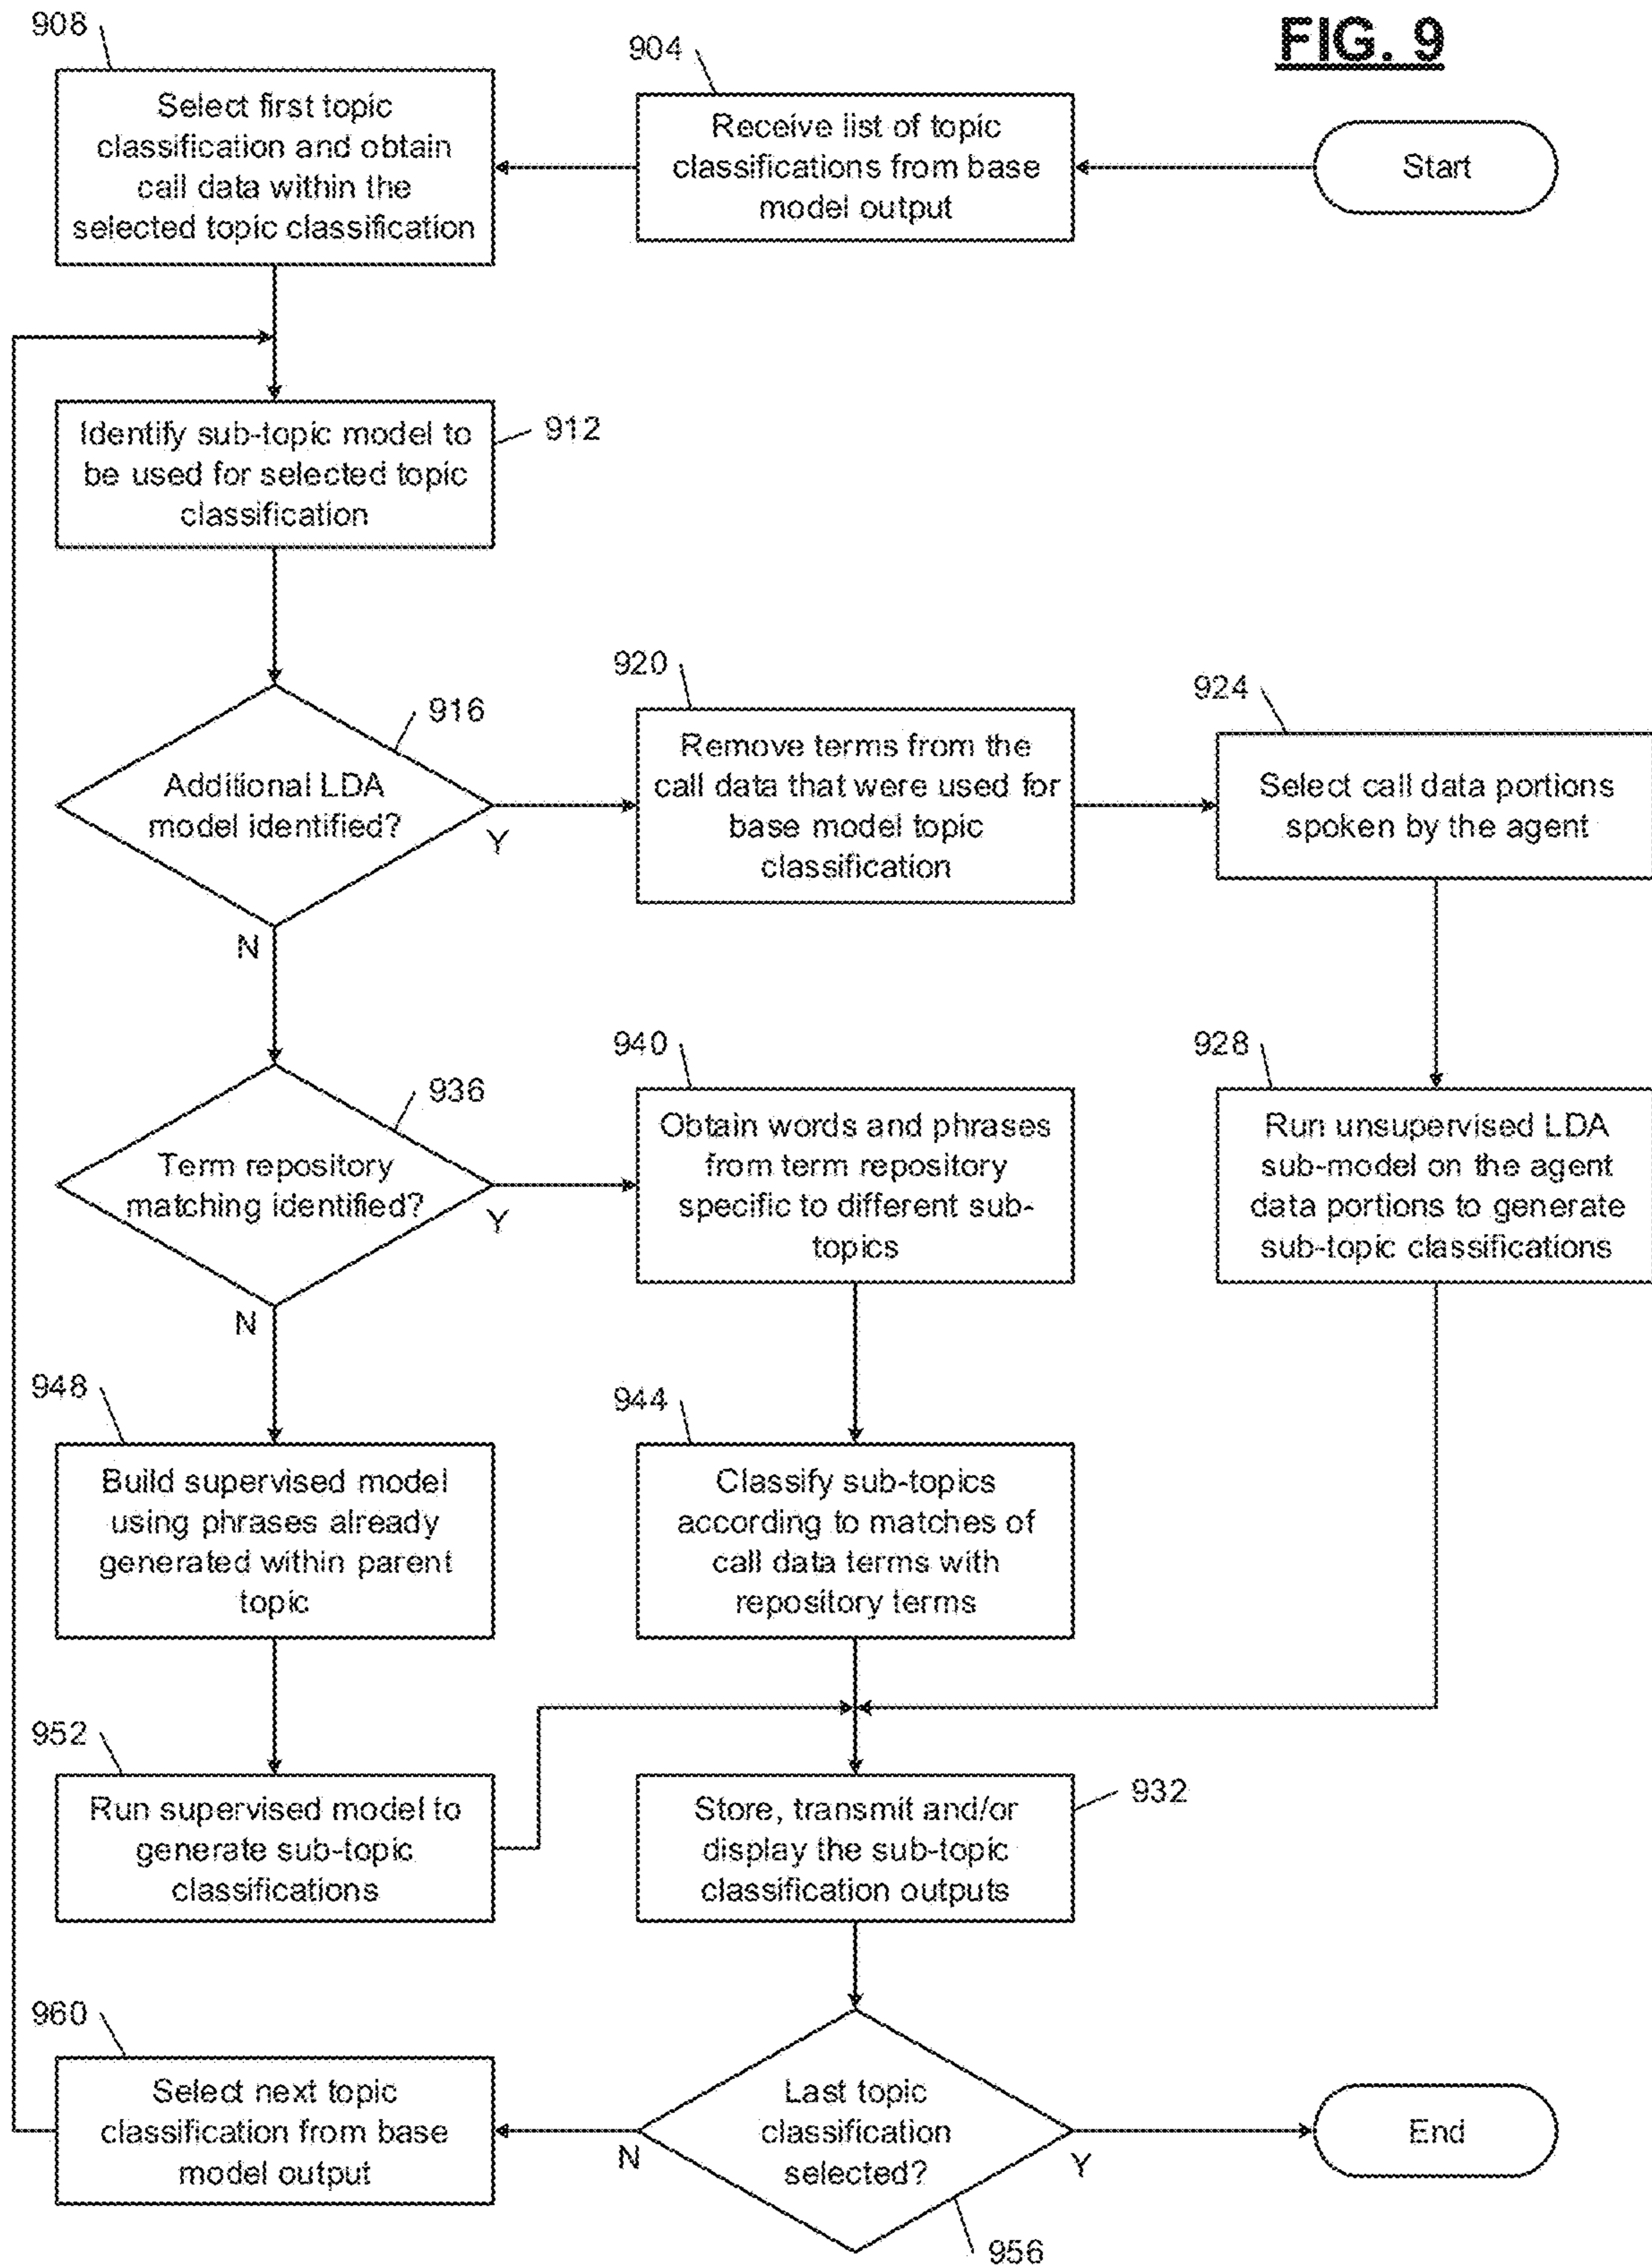 FIG. 9
908
Select first topic
classification and obtain
call data within the
selected topic classification
904
Receive list of topic
classifications from base
model output
Start
Identify sub-topic model to
be used for selected topic
classification
912
916
Additional LDA
model identified?
Y
N
920
Remove terms from the
call data that were used for
base model topic
classification
924
Select call data portions
spoken by the agent
936
Term repository
matching identified?
Y
N
940
Obtain words and phrases
from term repository
specific to different sub-
topics
928
Run unsupervised LDA
sub-model on the agent
data portions to generate
sub-topic classifications
948
Build supervised model
using phrases already
generated within parent
topic
944
Classify sub-topics
according to matches of
call data terms with
repository terms
952
Run supervised model to
generate sub-topic
classifications
Store, transmit and/or
display the sub-topic
classification outputs
932
960
Select next topic
classification from base
model output
Last topic
classification
selected?
N
Y
956
End